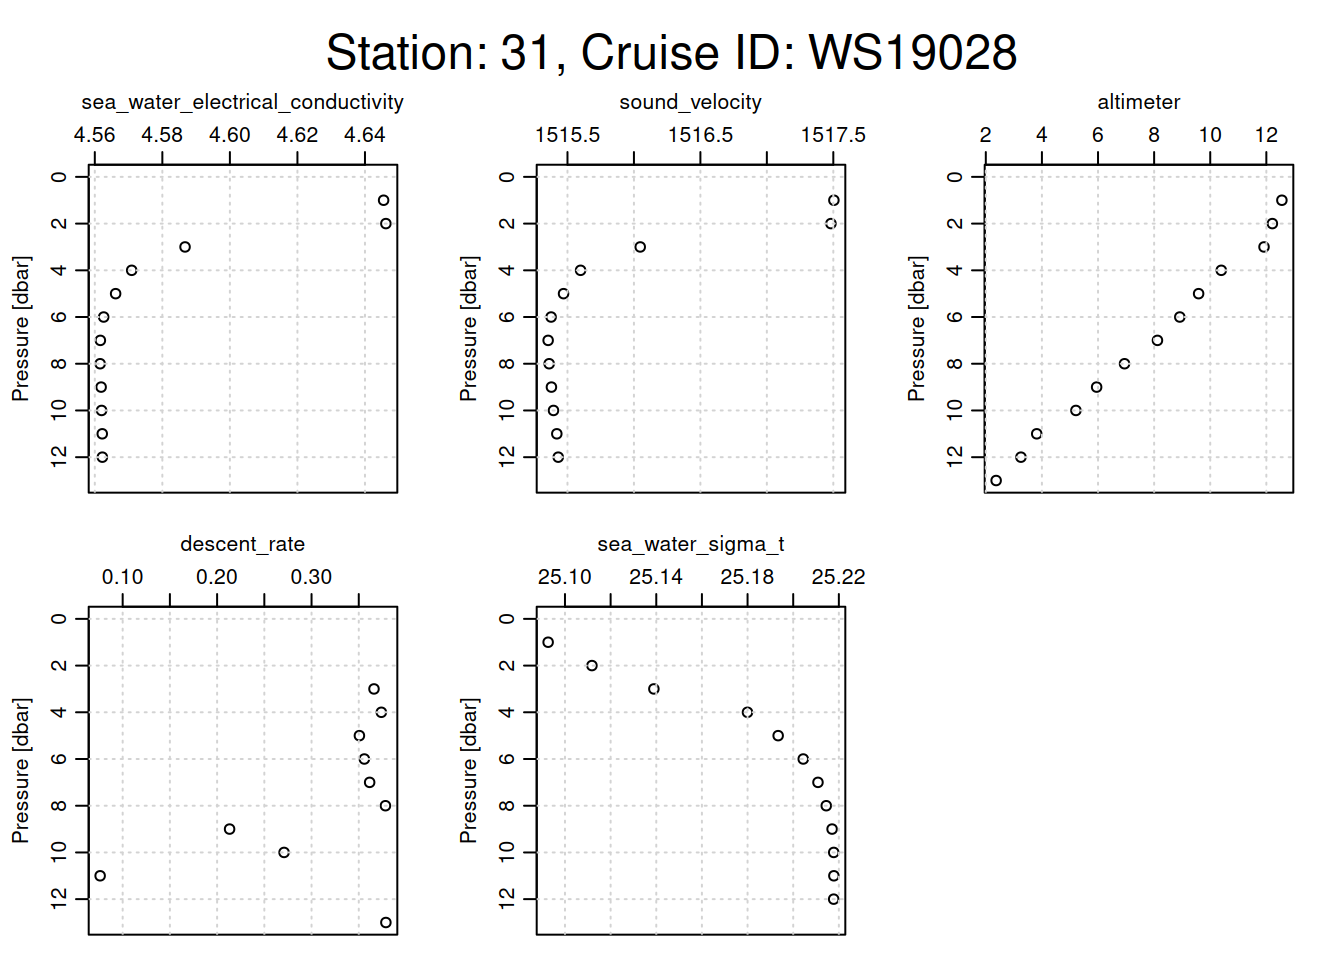 Station: 31, Cruise ID: WS19028
sea_water_electrical_conductivity
4.56 4.58 4.60 4.62 4.64
Pressure [dbar]
0
2
4
6
8
10
12
sound_velocity
1515.5 1516.5 1517.5
Pressure [dbar]
0
2
4
6
8
10
12
altimeter
2 4 6 8 10 12
Pressure [dbar]
0
2
4
6
8
10
12
descent_rate
0.10 0.20 0.30
Pressure [dbar]
0
2
4
6
8
10
12
sea_water_sigma_t
25.10 25.14 25.18 25.22
Pressure [dbar]
0
2
4
6
8
10
12